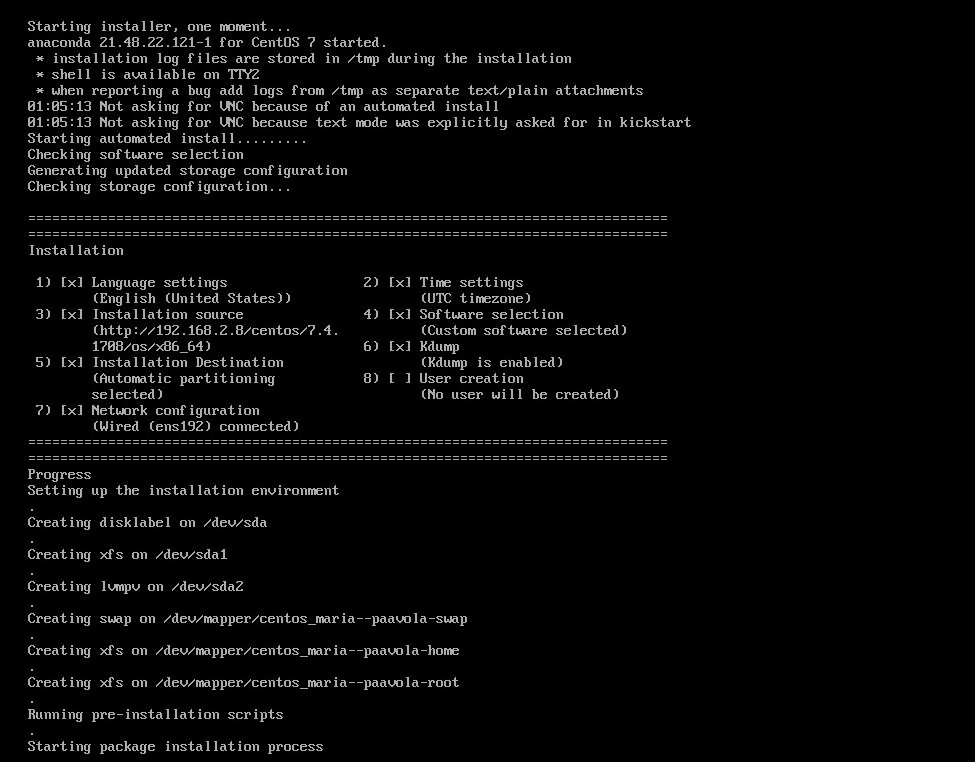 Starting installer, one moment...
anaconda 21.48.22.121-1 for CentOS 7 started.
 * installation log files are stored in /tmp during the installation
 * shell is available on TTY2
 * when reporting a bug add logs from /tmp as separate text/plain attachments
01:05:13 Not asking for VNC because of an automated install
01:05:13 Not asking for VNC because text mode was explicitly asked for in kickstart
Starting automated install.........
Checking software selection
Generating updated storage configuration
Checking storage configuration...
================================================================================
================================================================================
Installation
 1) [x] Language settings                 2) [x] Time settings
        (English (United States))                (UTC timezone)
 3) [x] Installation source               4) [x] Software selection
        (http://192.168.2.8/centos/7.4.          (Custom software selected)
        1708/os/x86_64)                   6) [x] Kdump
 5) [x] Installation Destination                 (Kdump is enabled)
        (Automatic partitioning           8) [ ] User creation
        selected)                                (No user will be created)
 7) [x] Network configuration
        (Wired (ens192) connected)
================================================================================
================================================================================
Progress
Setting up the installation environment
.
Creating disklabel on /dev/sda
.
Creating xfs on /dev/sda1
.
Creating lvmpv on /dev/sda2
.
Creating swap on /dev/mapper/centos_maria--paavola-swap
.
Creating xfs on /dev/mapper/centos_maria--paavola-home
.
Creating xfs on /dev/mapper/centos_maria--paavola-root
.
Running pre-installation scripts
.
Starting package installation process